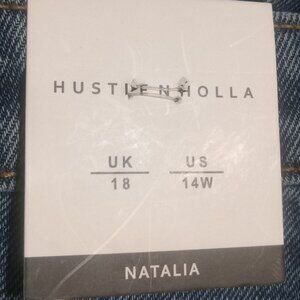 HUSTLE N HOLLA
UK US
18 14W
NATALIA